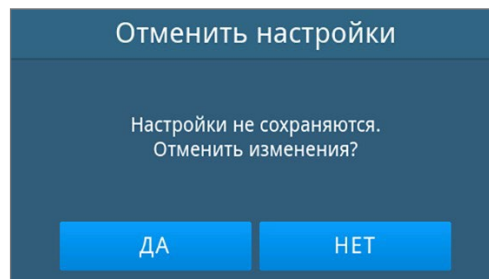 Отменить настройки
Настройки не сохраняются.
Отменить изменения?
ДА НЕТ